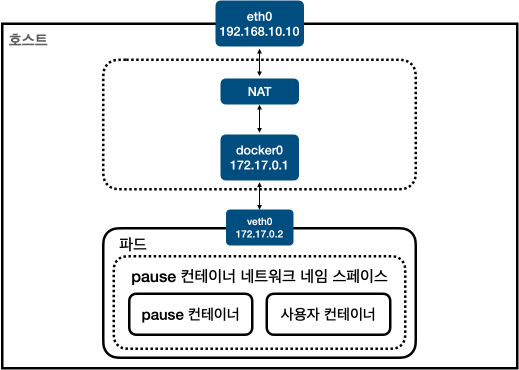 eth0
192.168.10.10
호스트
NAT
docker0
172.17.0.1
veth0
172.17.0.2
파드
pause 컨테이너 네트워크 네임 스페이스
pause 컨테이너
사용자 컨테이너